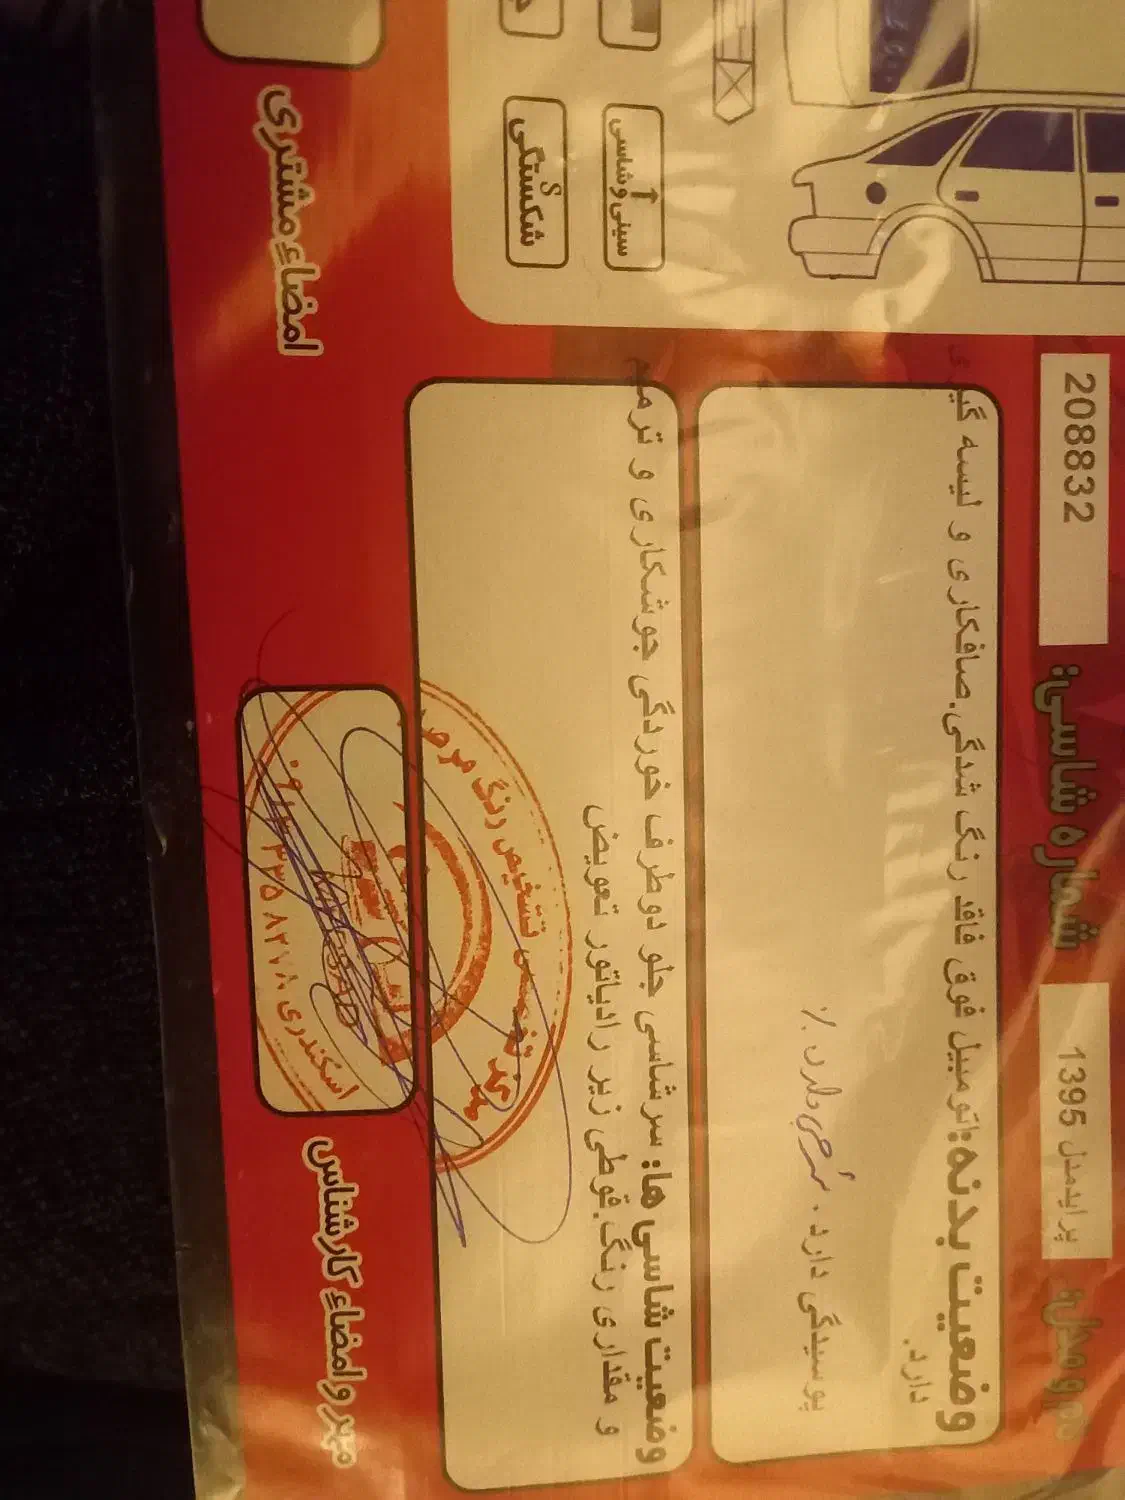 پرایدمدل 1395
شماره شاسی:
208832
سینی و شاسی
شکستگی
S
وضعیت بدنه:اتومبیل فوق فاقد رنگ شدگی.صافکاری و لیسه گیری
دارد.
پوسیدگی دارد.
وضعیت شاسی ها: سرشاسی جلو دوطرف خوردگی جوشکاری و ترمیم
و مقداری رنگ.قوطی زیر رادیاتور تعویض
تشخیص رنگ
اسکندری
مهر و امضاء کارشناس
امضاء مشتری